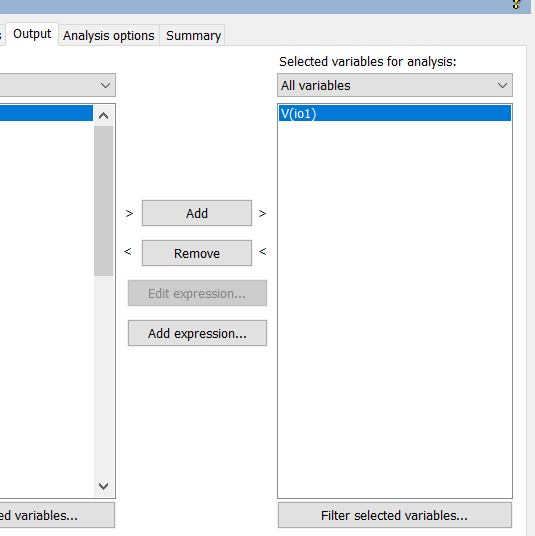 Output
Analysis options
Summary
Selected variables for analysis:
All variables
V(io1)
> Add >
< Remove <
Edit expression...
Add expression...
variables...
Filter selected variables...